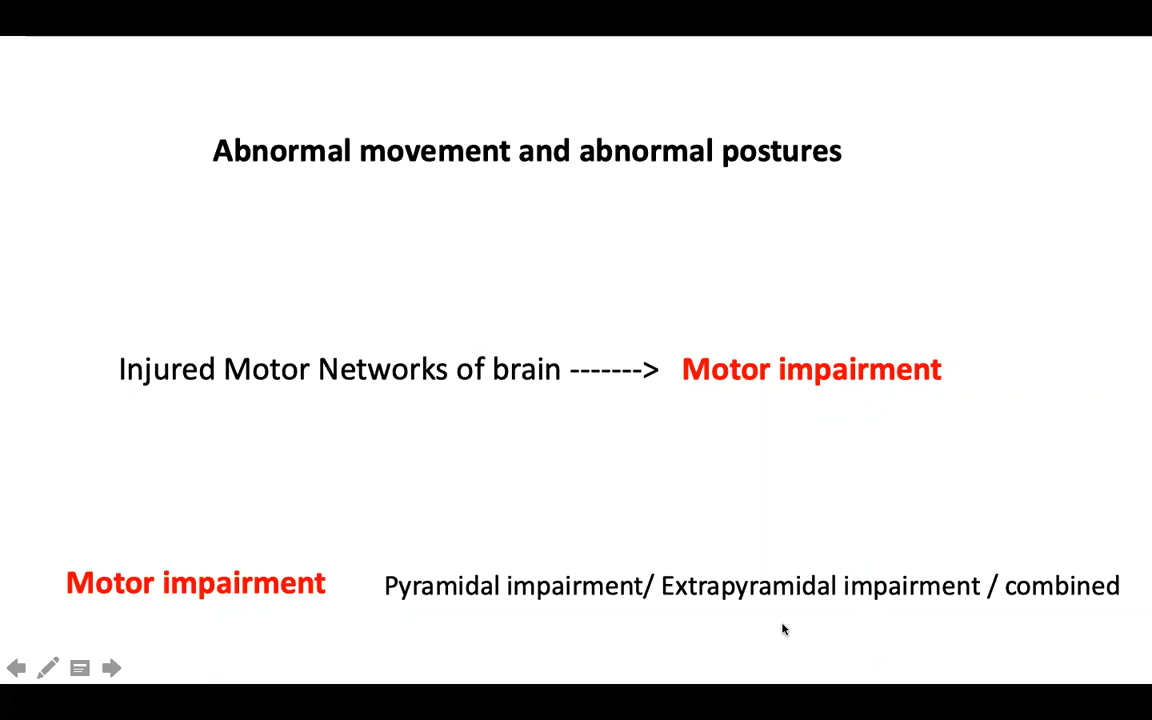 Abnormal movement and abnormal postures
Injured Motor Networks of brain -------> Motor impairment
Motor impairment Pyramidal impairment/ Extrapyramidal impairment / combined